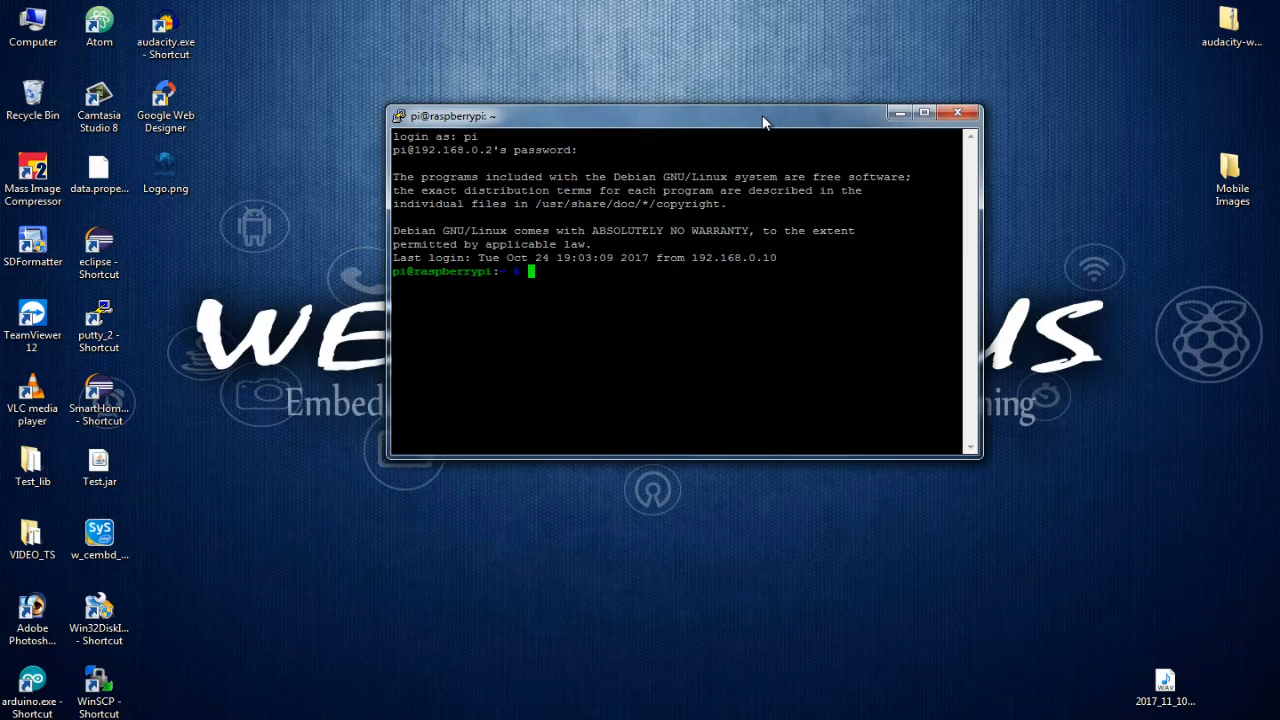 Computer
Atom
audacity.exe
- Shortcut
audacity-w...
Recycle Bin
Camtasia
Studio 8
Google Web
Designer
pi@raspberrypi: ~
login as: pi
pi@192.168.0.2's password:
The programs included with the Debian GNU/Linux system are free software;
the exact distribution terms for each program are described in the
individual files in /usr/share/doc/*/copyright.
Debian GNU/Linux comes with ABSOLUTELY NO WARRANTY, to the extent
permitted by applicable law.
Last login: Tue Oct 24 19:03:09 2017 from 192.168.0.10
pi@raspberrypi:~ $
Mass Image
Compressor
data.prope...
Logo.png
Mobile
Images
SDFormatter
eclipse -
Shortcut
TeamViewer
12
putty_2 -
Shortcut
WE
US
Embed
ning
VLC media
player
SmartHom...
- Shortcut
Test_lib
Test.jar
VIDEO_TS
SyS
w_cembd_...
Adobe
Photosh...
Win32DiskI...
- Shortcut
arduino.exe -
Shortcut
WinSCP -
Shortcut
WAV
2017_11_10...